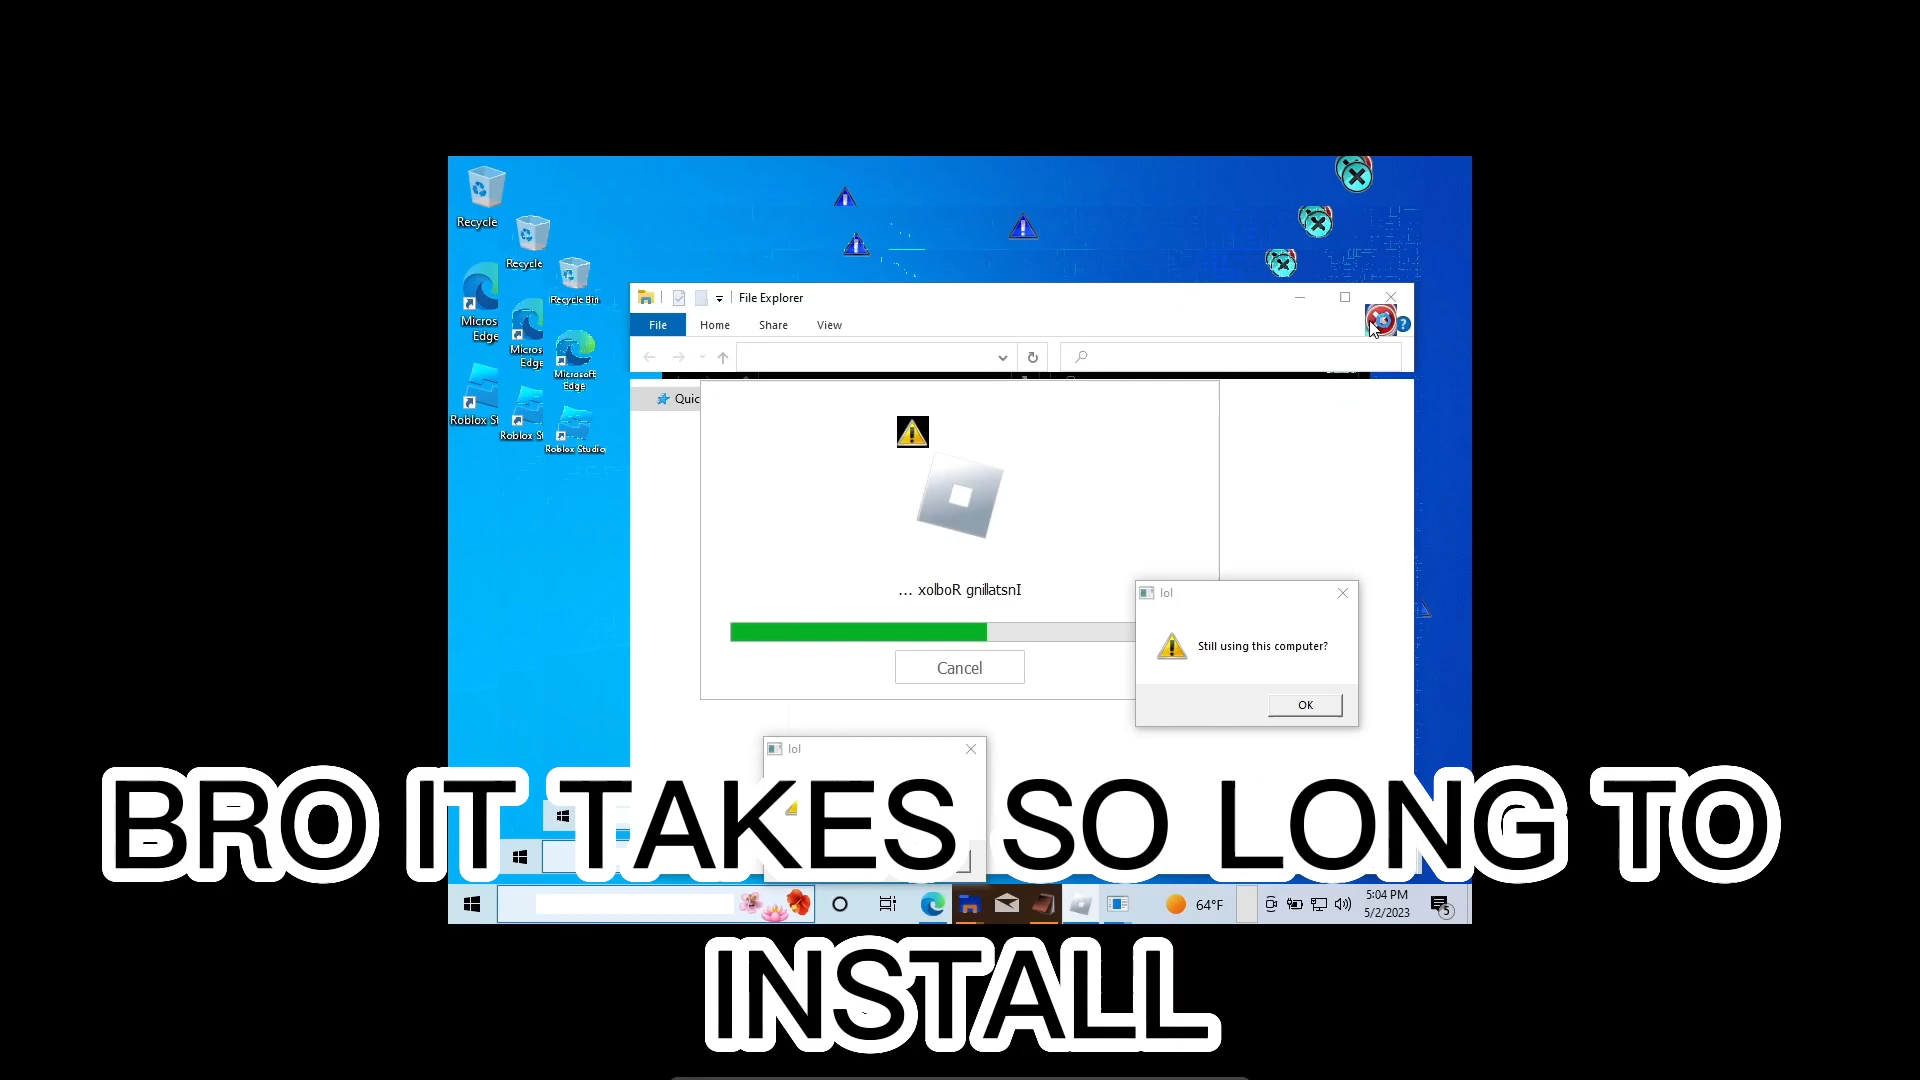 Recycle
Recycle
Recycle Bin
Micros
Edge
Micros
Edge
Microsoft
Edge
Roblox St
Roblox St
Roblox Studio
File Explorer
File Home Share View
Quic
... xolboR gnillatsnI
Cancel
lol
Still using this computer?
OK
lol
BRO IT TAKES SO LONG TO
INSTALL
64°F
5:04 PM
5/2/2023
5